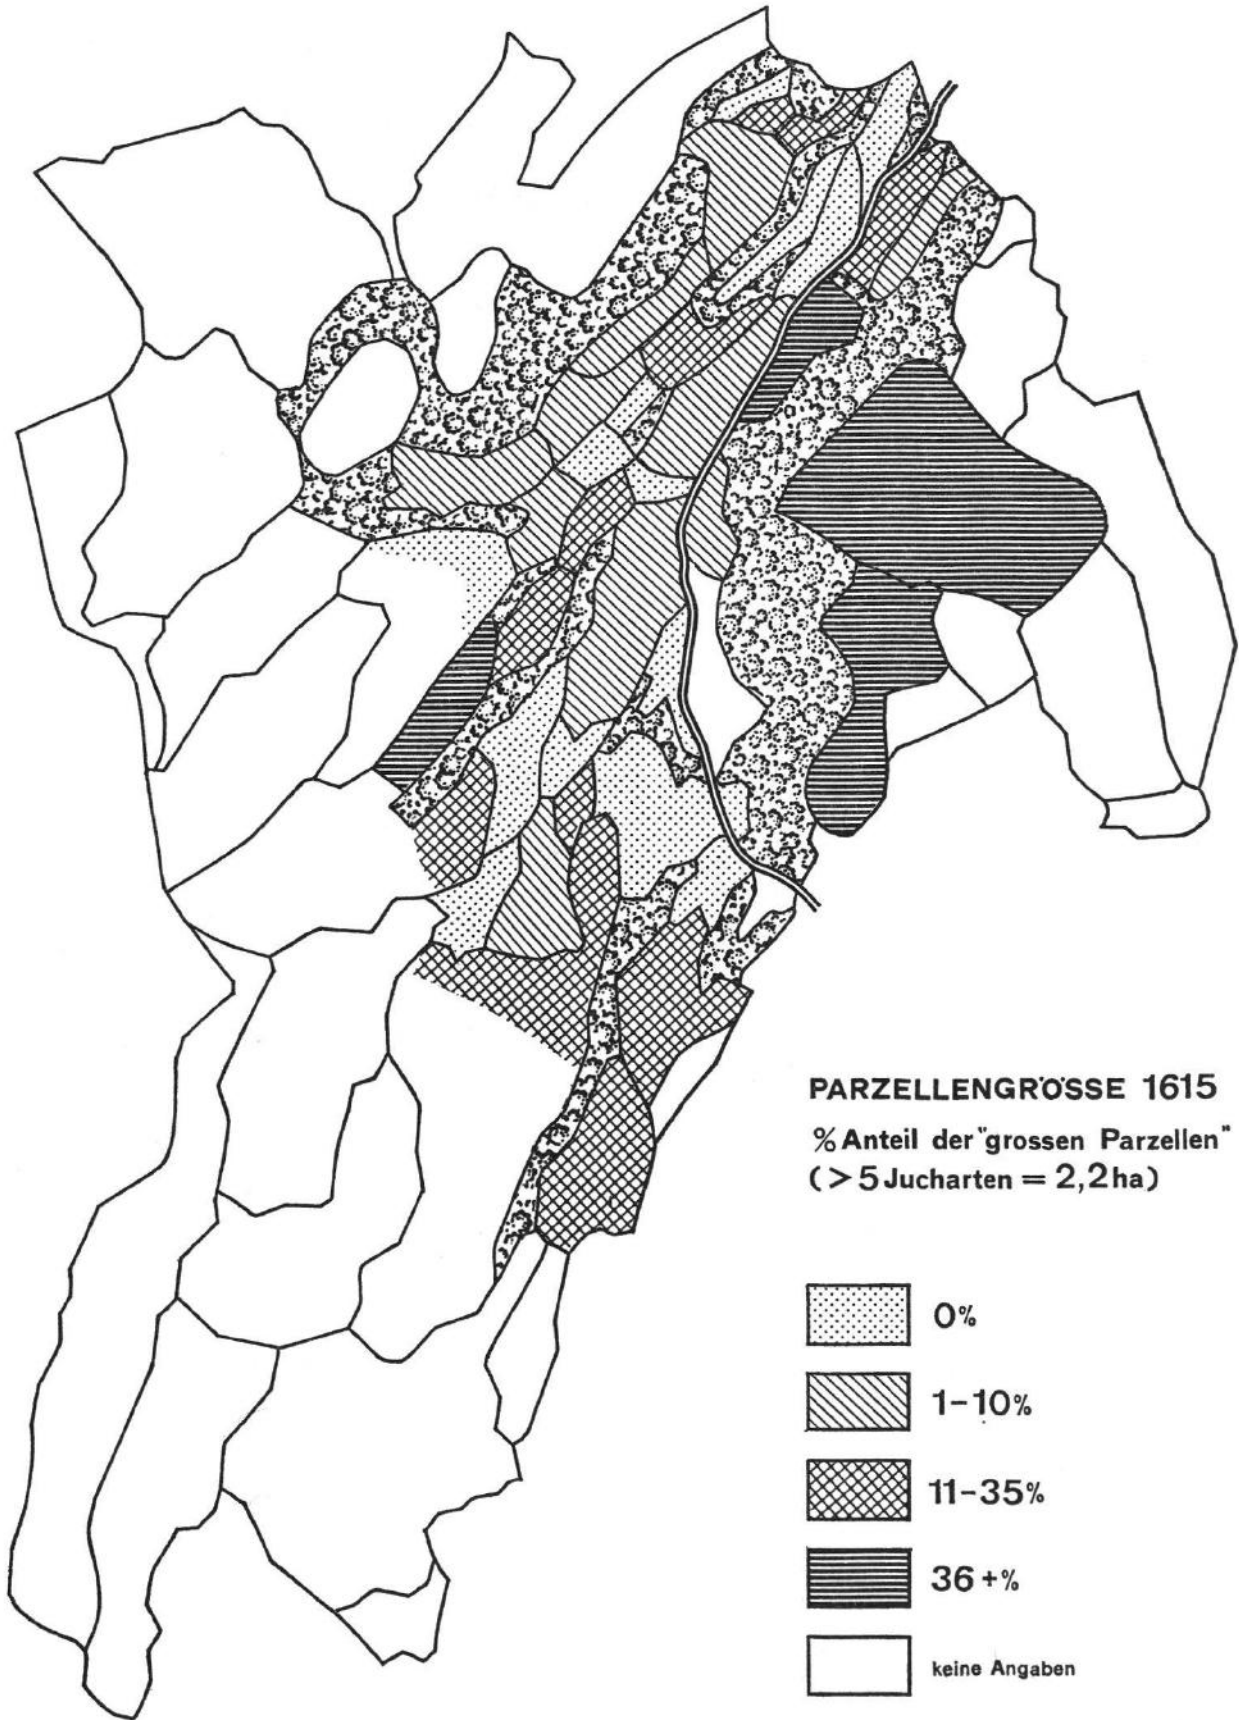 PARZELLENGRÖSSE 1615
% Anteil der "grossen Parzellen"
(> 5 Jucharten = 2,2 ha)
0%
1-10%
11-35%
36+%
keine Angaben